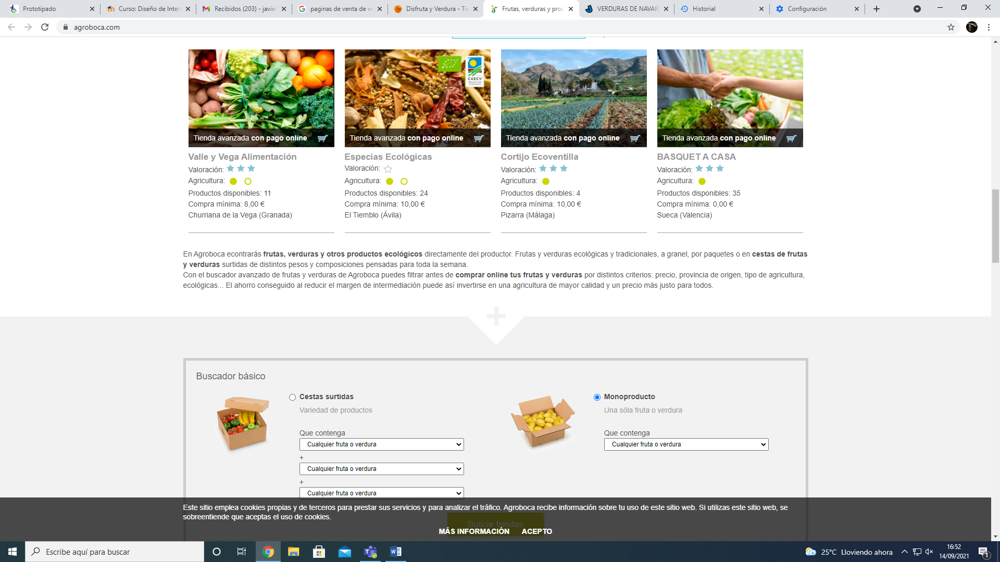 Prototipado
Curso: Diseño de Inter
Recibidos (203) - javie
paginas de venta de ve
Disfruta y Verdura - Tie
Frutas, verduras y proc
VERDURAS DE NAVAR
Historial
Configuración
agroboca.com
CAECV
Tienda avanzada con pago online
Tienda avanzada con pago online
Tienda avanzada con pago online
Tienda avanzada con pago online
Valle y Vega Alimentación
Valoración:
Agricultura:
Productos disponibles: 11
Compra mínima: 8,00 €
Churriana de la Vega (Granada)
Especias Ecológicas
Valoración:
Agricultura:
Productos disponibles: 24
Compra mínima: 10,00 €
El Tiemblo (Ávila)
Cortijo Ecoventilla
Valoración:
Agricultura:
Productos disponibles: 4
Compra mínima: 10,00 €
Pizarra (Málaga)
BASQUET A CASA
Valoración:
Agricultura:
Productos disponibles: 35
Compra mínima: 0,00 €
Sueca (Valencia)
En Agroboca econtrarás frutas, verduras y otros productos ecológicos directamente del productor. Frutas y verduras ecológicas y tradicionales, a granel, por paquetes o en cestas de frutas
y verduras surtidas de distintos pesos y composiciones pensadas para toda la semana.
Con el buscador avanzado de frutas y verduras de Agroboca puedes filtrar antes de comprar online tus frutas y verduras por distintos criterios: precio, provincia de origen, tipo de agricultura,
ecológicas... El ahorro conseguido al reducir el margen de intermediación puede así invertirse en una agricultura de mayor calidad y un precio más justo para todos.
+
Buscador básico
Cestas surtidas
Variedad de productos
Que contenga
Cualquier fruta o verdura
+
Cualquier fruta o verdura
+
Cualquier fruta o verdura
Monoproducto
Una sóla fruta o verdura
Que contenga
Cualquier fruta o verdura
Este sitio emplea cookies propias y de terceros para prestar sus servicios y para analizar el tráfico. Agroboca recibe información sobre tu uso de este sitio web. Si utilizas este sitio web, se
sobreentiende que aceptas el uso de cookies.
Buscar tiendas
MÁS INFORMACIÓN ACEPTO
Escribe aquí para buscar
25°C Lloviendo ahora
16:52
14/09/2021
1